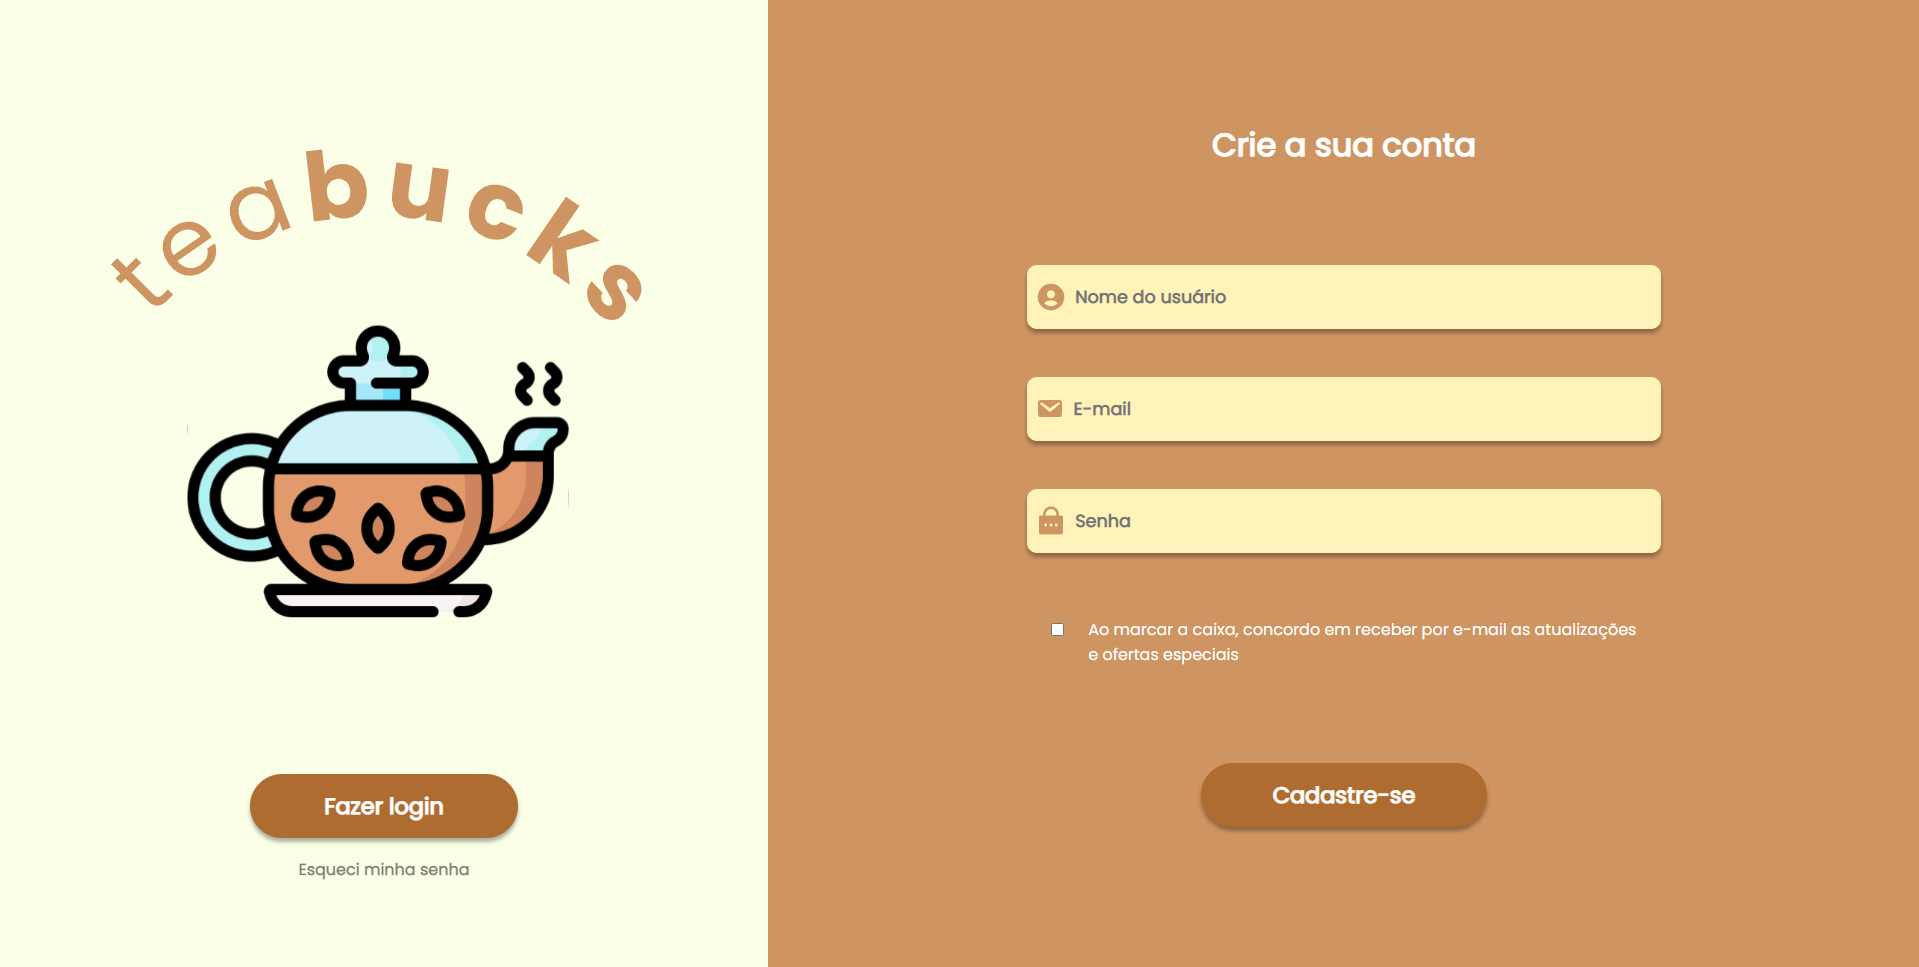 teabucks
Fazer login
Esqueci minha senha
Crie a sua conta
Nome do usuário
E-mail
Senha
Ao marcar a caixa, concordo em receber por e-mail as atualizações
e ofertas especiais
Cadastre-se